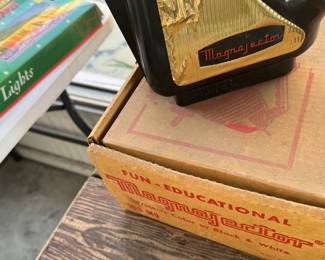 Lights
Magnajector
FUN - EDUCATIONAL
Magnajector®
Color or Black & White